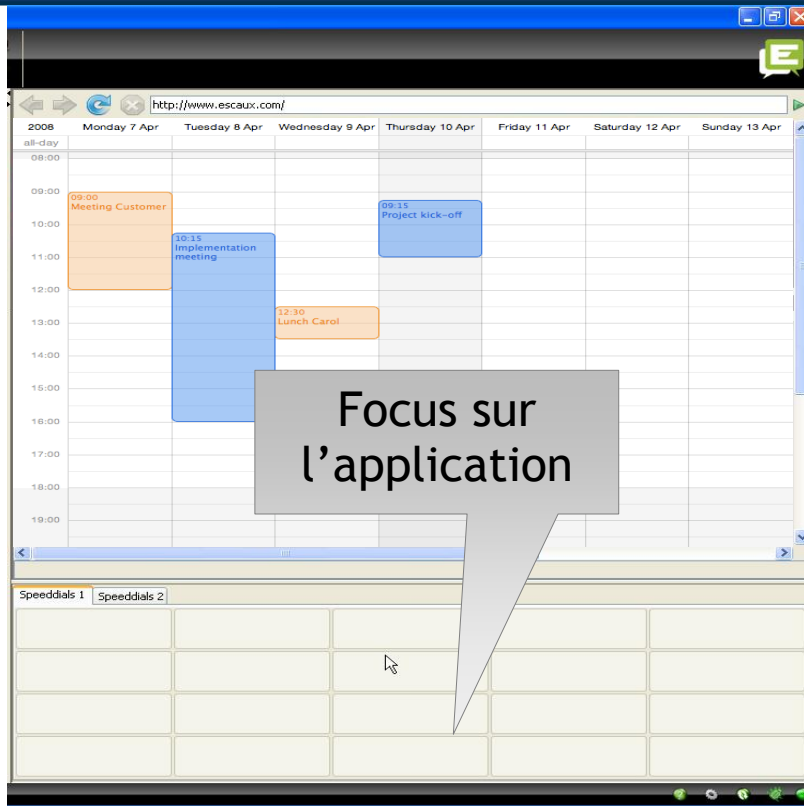 http://www.escaux.com/
2008 Monday 7 Apr Tuesday 8 Apr Wednesday 9 Apr Thursday 10 Apr Friday 11 Apr Saturday 12 Apr Sunday 13 Apr
all-day
08:00
09:00
09:00
Meeting Customer
09:15
Project kick-off
10:00
10:15
Implementation
meeting
11:00
12:00
12:30
Lunch Carol
13:00
14:00
15:00
Focus sur
l’application
16:00
17:00
18:00
19:00
Speeddials 1 Speeddials 2